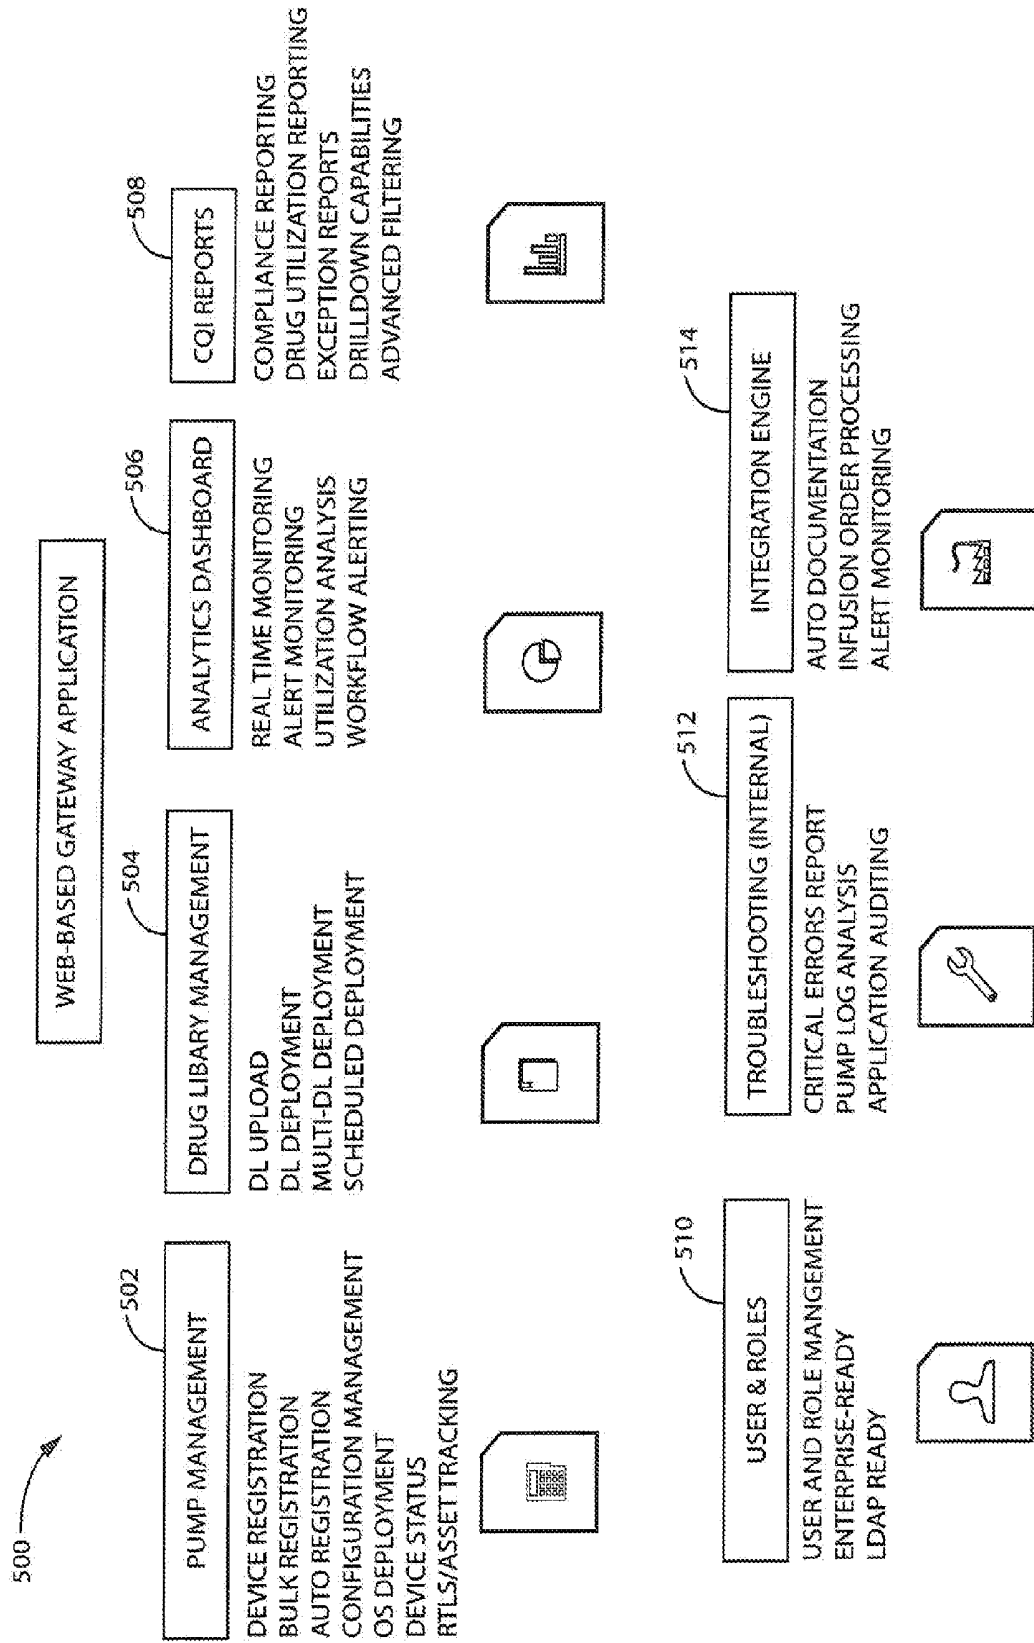 500
WEB-BASED GATEWAY APPLICATION
502
PUMP MANAGEMENT
DEVICE REGISTRATION
BULK REGISTRATION
AUTO REGISTRATION
CONFIGURATION MANAGEMENT
OS DEPLOYMENT
DEVICE STATUS
RTLS/ASSET TRACKING
504
DRUG LIBARY MANAGEMENT
DL UPLOAD
DL DEPLOYMENT
MULTI-DL DEPLOYMENT
SCHEDULED DEPLOYMENT
506
ANALYTICS DASHBOARD
REAL TIME MONITORING
ALERT MONITORING
UTILIZATION ANALYSIS
WORKFLOW ALERTING
508
CQI REPORTS
COMPLIANCE REPORTING
DRUG UTILIZATION REPORTING
EXCEPTION REPORTS
DRILLDOWN CAPABILITIES
ADVANCED FILTERING
510
USER & ROLES
USER AND ROLE MANGEMENT
ENTERPRISE-READY
LDAP READY
512
TROUBLESHOOTING (INTERNAL)
CRITICAL ERRORS REPORT
PUMP LOG ANALYSIS
APPLICATION AUDITING
514
INTEGRATION ENGINE
AUTO DOCUMENTATION
INFUSION ORDER PROCESSING
ALERT MONITORING